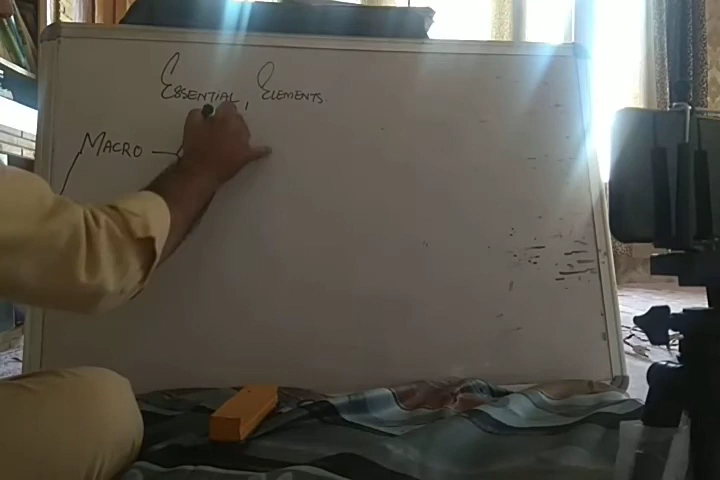 ESSENTIAL, ELEMENTS.
MACRO —